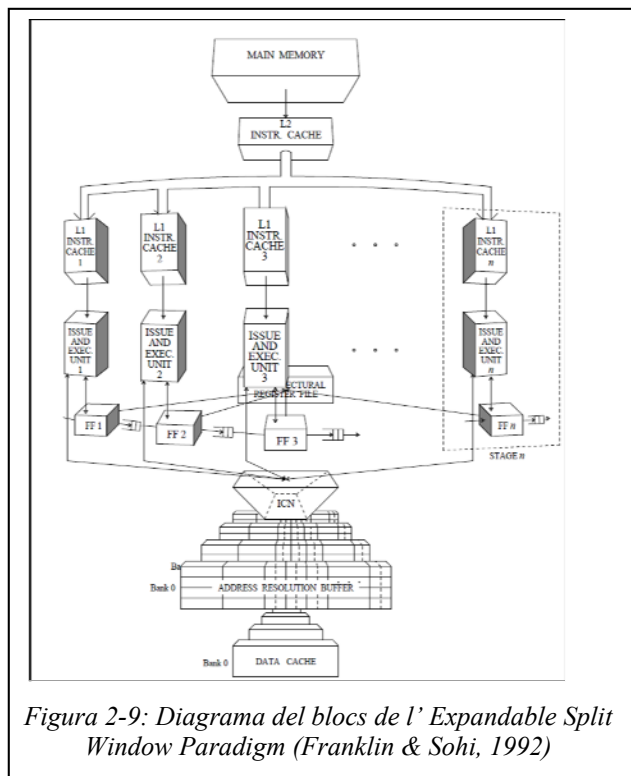 MAIN MEMORY
L2
INSTR. CACHE
L1
INSTR.
CACHE
1
L1
INSTR.
CACHE
2
L1
INSTR.
CACHE
3
L1
INSTR.
CACHE
n
ISSUE
AND
EXEC.
UNIT
1
ISSUE
AND
EXEC.
UNIT
2
ISSUE
AND
EXEC.
UNIT
3
ISSUE
AND
EXEC.
UNIT
n
ECTURAL
REGISTER FILE
FF 1
FF 2
FF 3
FF n
STAGE n
ICN
Ba
Bank 0
ADDRESS RESOLUTION BUFFER
Bank 0
DATA CACHE
Figura 2-9: Diagrama del blocs de l’ Expandable Split
Window Paradigm (Franklin & Sohi, 1992)